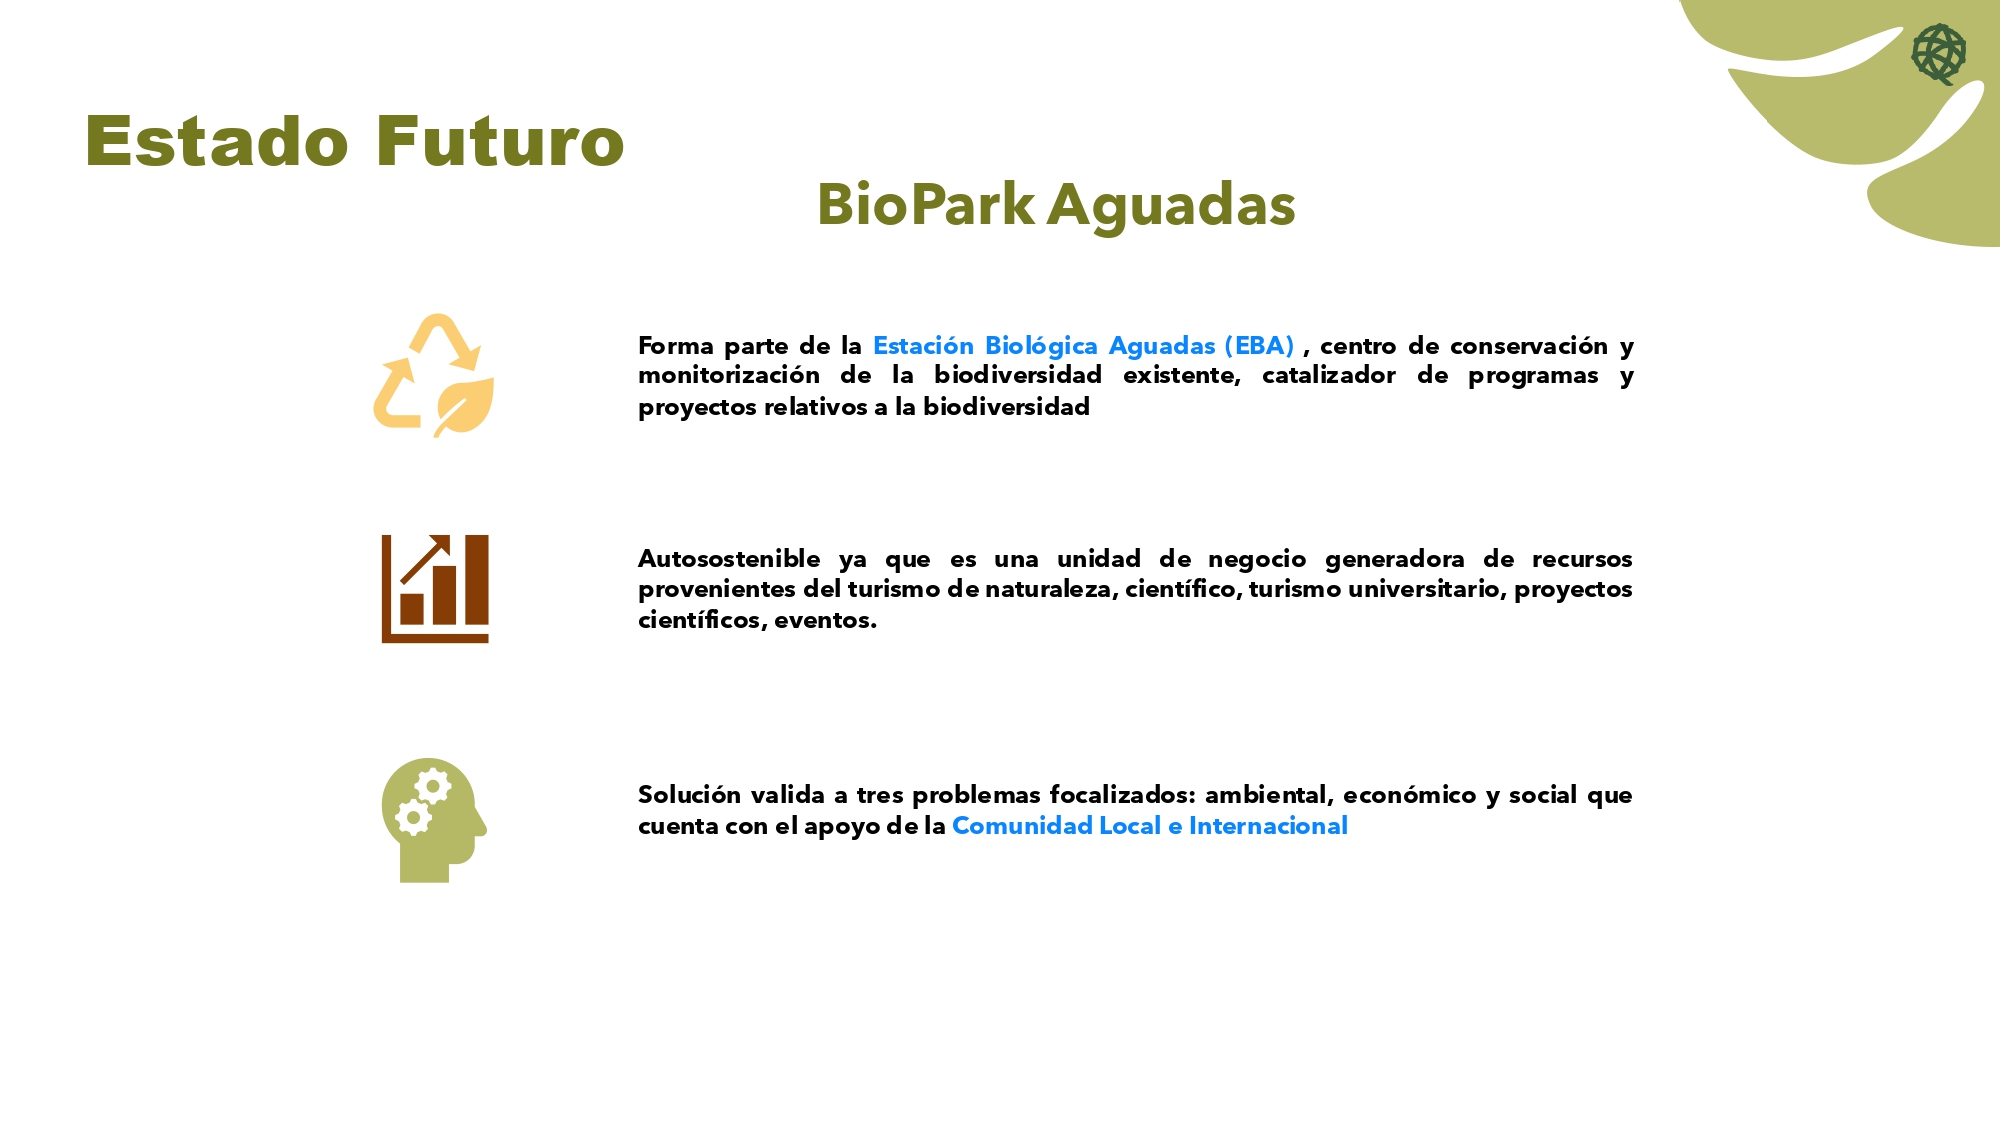 Estado Futuro
BioPark Aguadas
Forma parte de la Estación Biológica Aguadas (EBA) , centro de conservación y
monitorización de la biodiversidad existente, catalizador de programas y
proyectos relativos a la biodiversidad
Autosostenible ya que es una unidad de negocio generadora de recursos
provenientes del turismo de naturaleza, científico, turismo universitario, proyectos
científicos, eventos.
Solución valida a tres problemas focalizados: ambiental, económico y social que
cuenta con el apoyo de la Comunidad Local e Internacional